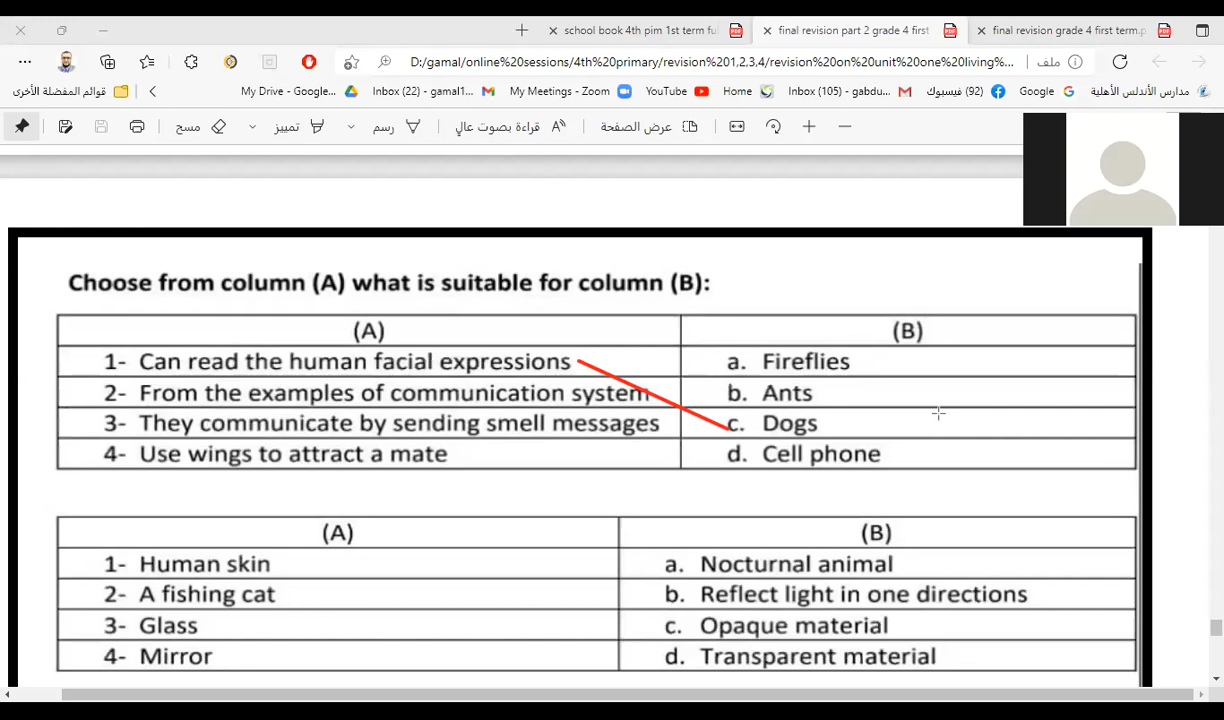 school book 4th pim 1st term fu
final revision part 2 grade 4 first
final revision grade 4 first term.p
D:/gamal/online%20sessions/4th%20primary/revision%201,2,3,4/revision%20on%20unit%20one%20living%...
ملف
قوائم المفضلة الأخرى
My Drive - Google...
Inbox (22) - gamal1...
My Meetings - Zoom
YouTube
Home
Inbox (105) - gabdu...
(92) فيسبوك
Google
مدارس الأندلس الأهلية
مسح
تمييز
رسم
قراءة بصوت عالٍ
عرض الصفحة
Choose from column (A) what is suitable for column (B):
(A) (B)
1- Can read the human facial expressions a. Fireflies
2- From the examples of communication system b. Ants
3- They communicate by sending smell messages c. Dogs
4- Use wings to attract a mate d. Cell phone
(A) (B)
1- Human skin a. Nocturnal animal
2- A fishing cat b. Reflect light in one directions
3- Glass c. Opaque material
4- Mirror d. Transparent material